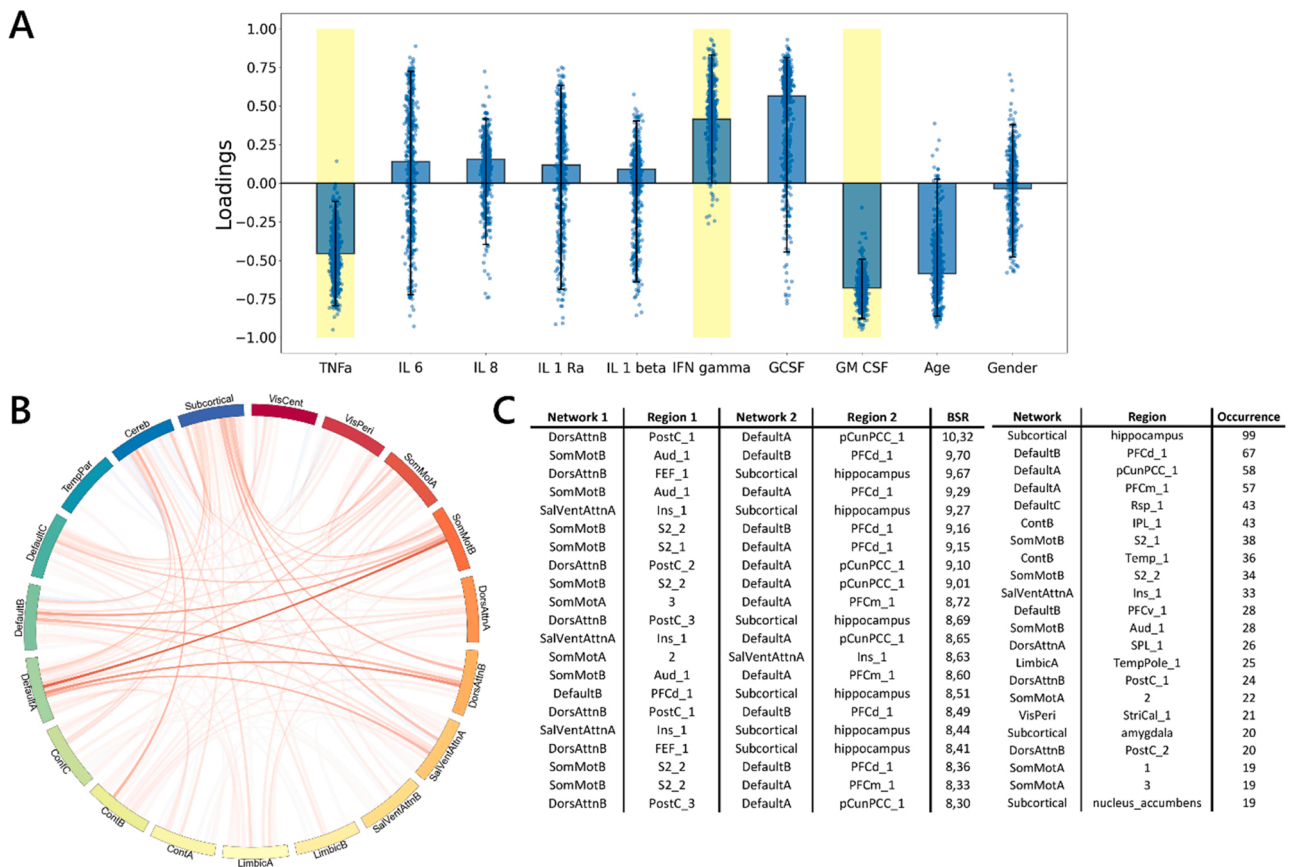 A
1.00
0.75
0.50
0.25
0.00
−0.25
−0.50
−0.75
−1.00
Loadings
TNFa IL 6 IL 8 IL 1 Ra IL 1 beta IFN gamma GCSF GM CSF Age Gender
B
Subcortical
VisCent
VisPeri
SomMotA
SomMotB
DorsAttnA
DorsAttnB
SalVentAttnA
SalVentAttnB
LimbicB
LimbicA
ContA
ContB
ContC
DefaultA
DefaultB
DefaultC
TempPar
Cereb
C
Network 1 Region 1 Network 2 Region 2 BSR
DorsAttnB PostC_1 DefaultA pCunPCC_1 10,32
SomMotB Aud_1 DefaultB PFCd_1 9,70
DorsAttnB FEF_1 Subcortical hippocampus 9,67
SomMotB Aud_1 DefaultA PFCd_1 9,29
SalVentAttnA Ins_1 Subcortical hippocampus 9,27
SomMotB S2_2 DefaultB PFCd_1 9,16
SomMotB S2_1 DefaultA PFCd_1 9,15
DorsAttnB PostC_2 DefaultA pCunPCC_1 9,10
SomMotB S2_2 DefaultA pCunPCC_1 9,01
SomMotA 3 DefaultA PFCm_1 8,72
DorsAttnB PostC_3 Subcortical hippocampus 8,69
SalVentAttnA Ins_1 DefaultA pCunPCC_1 8,65
SomMotA 2 SalVentAttnA Ins_1 8,63
SomMotB Aud_1 DefaultA PFCm_1 8,60
DefaultB PFCd_1 Subcortical hippocampus 8,51
DorsAttnB PostC_1 DefaultB PFCd_1 8,49
SalVentAttnA Ins_1 Subcortical hippocampus 8,44
DorsAttnB FEF_1 Subcortical hippocampus 8,41
SomMotB S2_2 DefaultB PFCd_1 8,36
SomMotB S2_2 DefaultA PFCm_1 8,33
DorsAttnB PostC_3 DefaultA pCunPCC_1 8,30
Network Region Occurrence
Subcortical hippocampus 99
DefaultB PFCd_1 67
DefaultA pCunPCC_1 58
DefaultA PFCm_1 57
DefaultC Rsp_1 43
ContB IPL_1 43
SomMotB S2_1 38
ContB Temp_1 36
SomMotB S2_2 34
SalVentAttnA Ins_1 33
DefaultB PFCv_1 28
SomMotB Aud_1 28
DorsAttnA SPL_1 26
LimbicA TempPole_1 25
DorsAttnB PostC_1 24
SomMotA 2 22
VisPeri StriCal_1 21
Subcortical amygdala 20
DorsAttnB PostC_2 20
SomMotA 1 19
SomMotA 3 19
Subcortical nucleus_accumbens 19